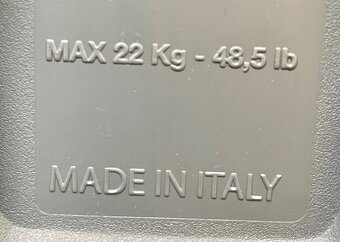 MAX 22 Kg - 48,5 lb
MADE IN ITALY